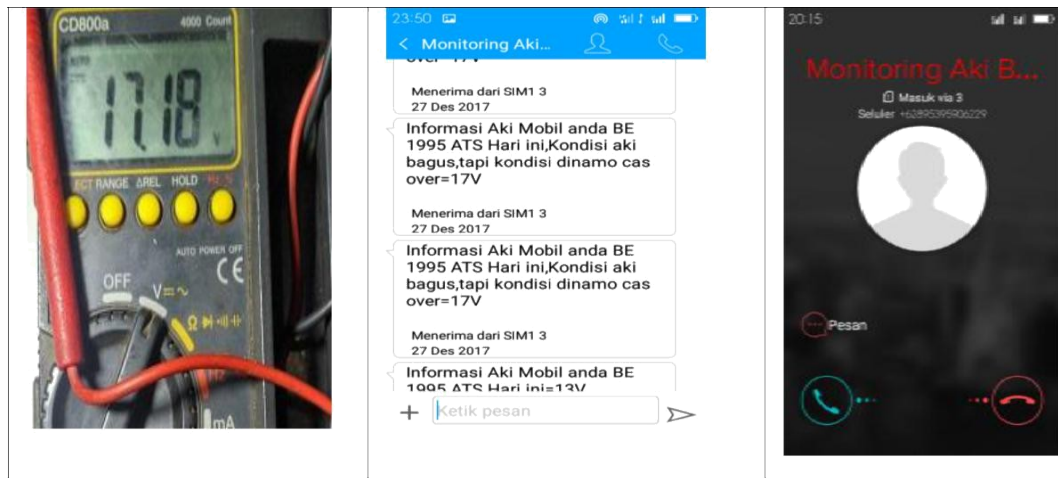 CD800a
4000 Count
AUTO
17.18
V
RANGE ΔREL HOLD Hz %
AUTO POWER OFF
CE
OFF
V
Ω
mA
23:50
Monitoring Aki...
over=17V
Menerima dari SIM1 3
27 Des 2017
Informasi Aki Mobil anda BE
1995 ATS Hari ini,Kondisi aki
bagus,tapi kondisi dinamo cas
over=17V
Menerima dari SIM1 3
27 Des 2017
Informasi Aki Mobil anda BE
1995 ATS Hari ini,Kondisi aki
bagus,tapi kondisi dinamo cas
over=17V
Menerima dari SIM1 3
27 Des 2017
Informasi Aki Mobil anda BE
1995 ATS Hari ini=13V
Ketik pesan
20:15
Monitoring Aki B...
Masuk via 3
Seluler +62895395906229
Pesan